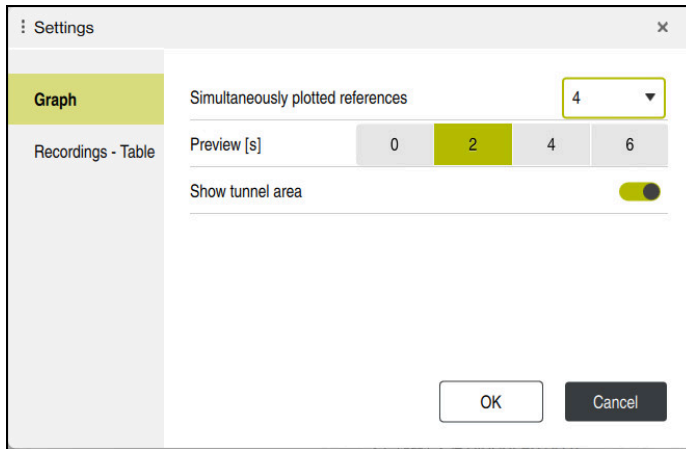 Settings
Graph
Simultaneously plotted references 4
Recordings - Table
Preview [s] 0 2 4 6
Show tunnel area
OK Cancel